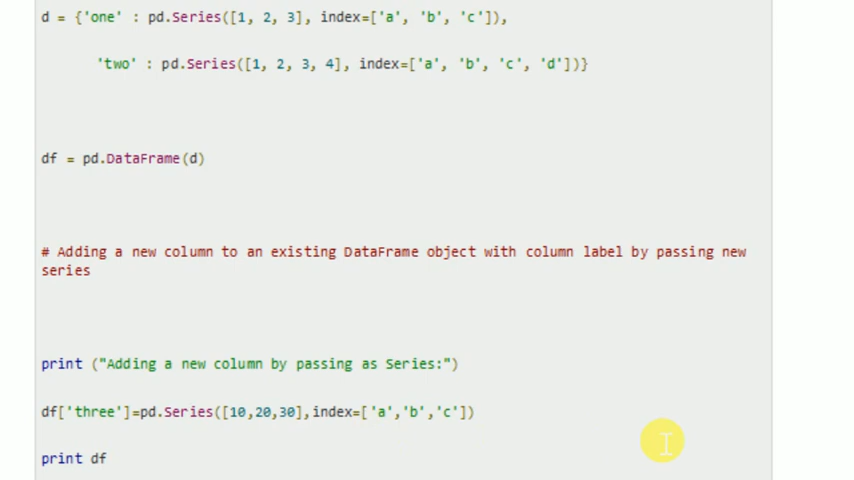 d = {'one' : pd.Series([1, 2, 3], index=['a', 'b', 'c']),
'two' : pd.Series([1, 2, 3, 4], index=['a', 'b', 'c', 'd'])}
df = pd.DataFrame(d)
# Adding a new column to an existing DataFrame object with column label by passing new
series
print ("Adding a new column by passing as Series:")
df['three']=pd.Series([10,20,30],index=['a','b','c'])
print df